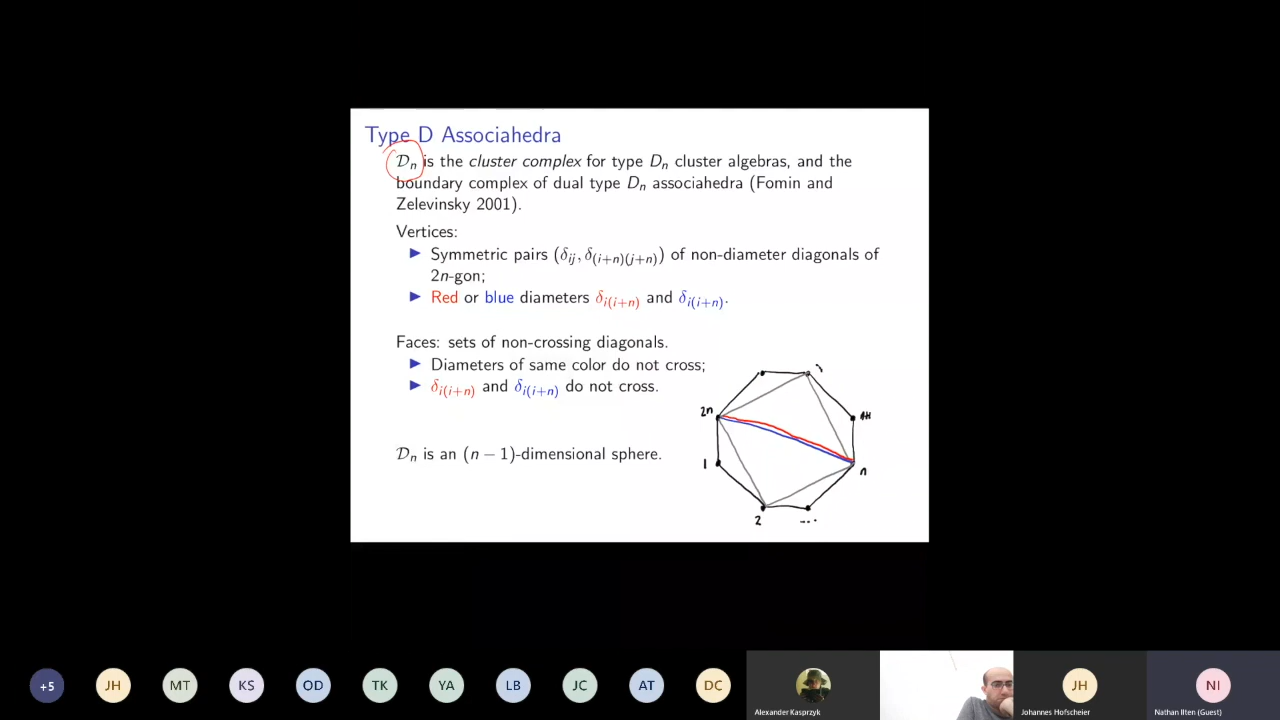 Type D Associahedra
𝒟ₙ is the cluster complex for type Dₙ cluster algebras, and the
boundary complex of dual type Dₙ associahedra (Fomin and
Zelevinsky 2001).
Vertices:
▶ Symmetric pairs (δᵢⱼ, δ₍ᵢ₊ₙ₎₍ⱼ₊ₙ₎) of non-diameter diagonals of
2n-gon;
▶ Red or blue diameters δᵢ₍ᵢ₊ₙ₎ and δᵢ₍ᵢ₊ₙ₎.
Faces: sets of non-crossing diagonals.
▶ Diameters of same color do not cross;
▶ δᵢ₍ᵢ₊ₙ₎ and δᵢ₍ᵢ₊ₙ₎ do not cross.
2n
𝒟ₙ is an (n − 1)-dimensional sphere.
1
n
2
...
+5 JH MT KS OD TK YA LB JC AT DC JH NI
Alexander Kasprzyk
Johannes Hofscheier
Nathan Ilten (Guest)